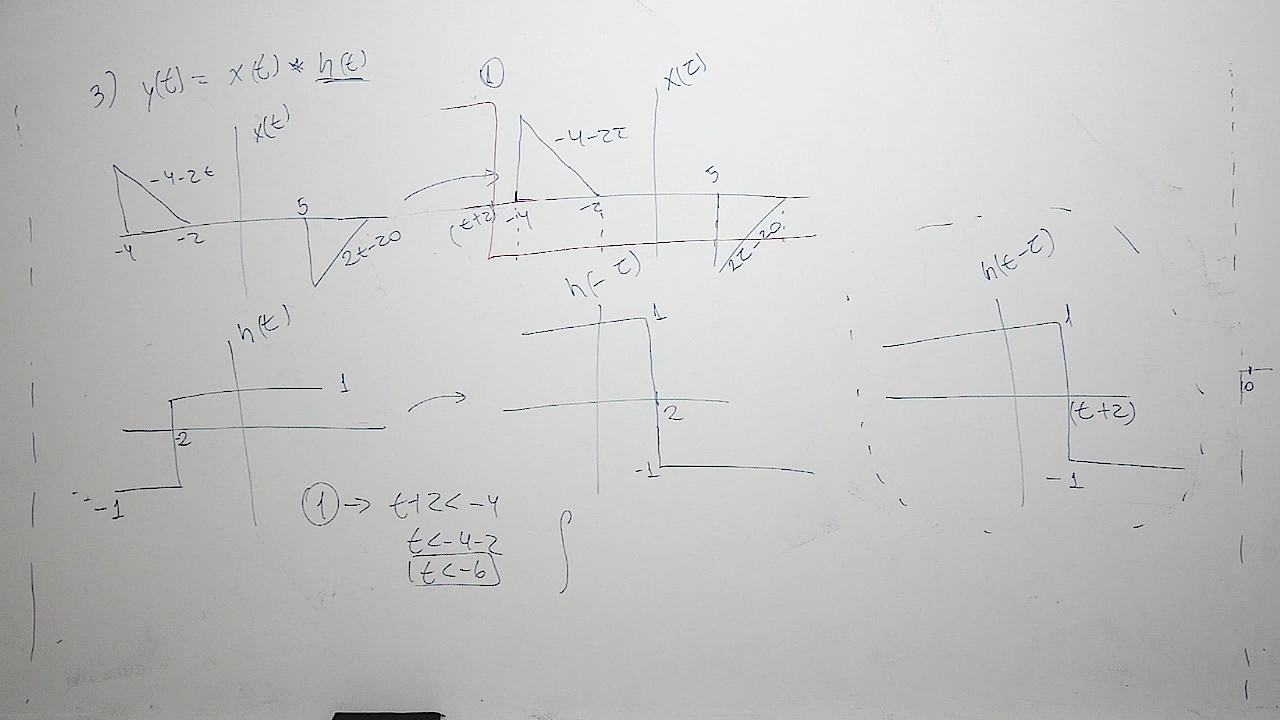 3) y(t) = x(t) * h(t)
x(t)
-4-2t
-4
-2
5
2t-20
1
x(τ)
-4-2τ
(t+2)
-4
-2
5
2τ-20
h(t)
1
2
-1
h(-τ)
1
2
-1
h(t-τ)
1
(t+2)
-1
0
1 → t+2<-4
t<-4-2
t<-6
∫